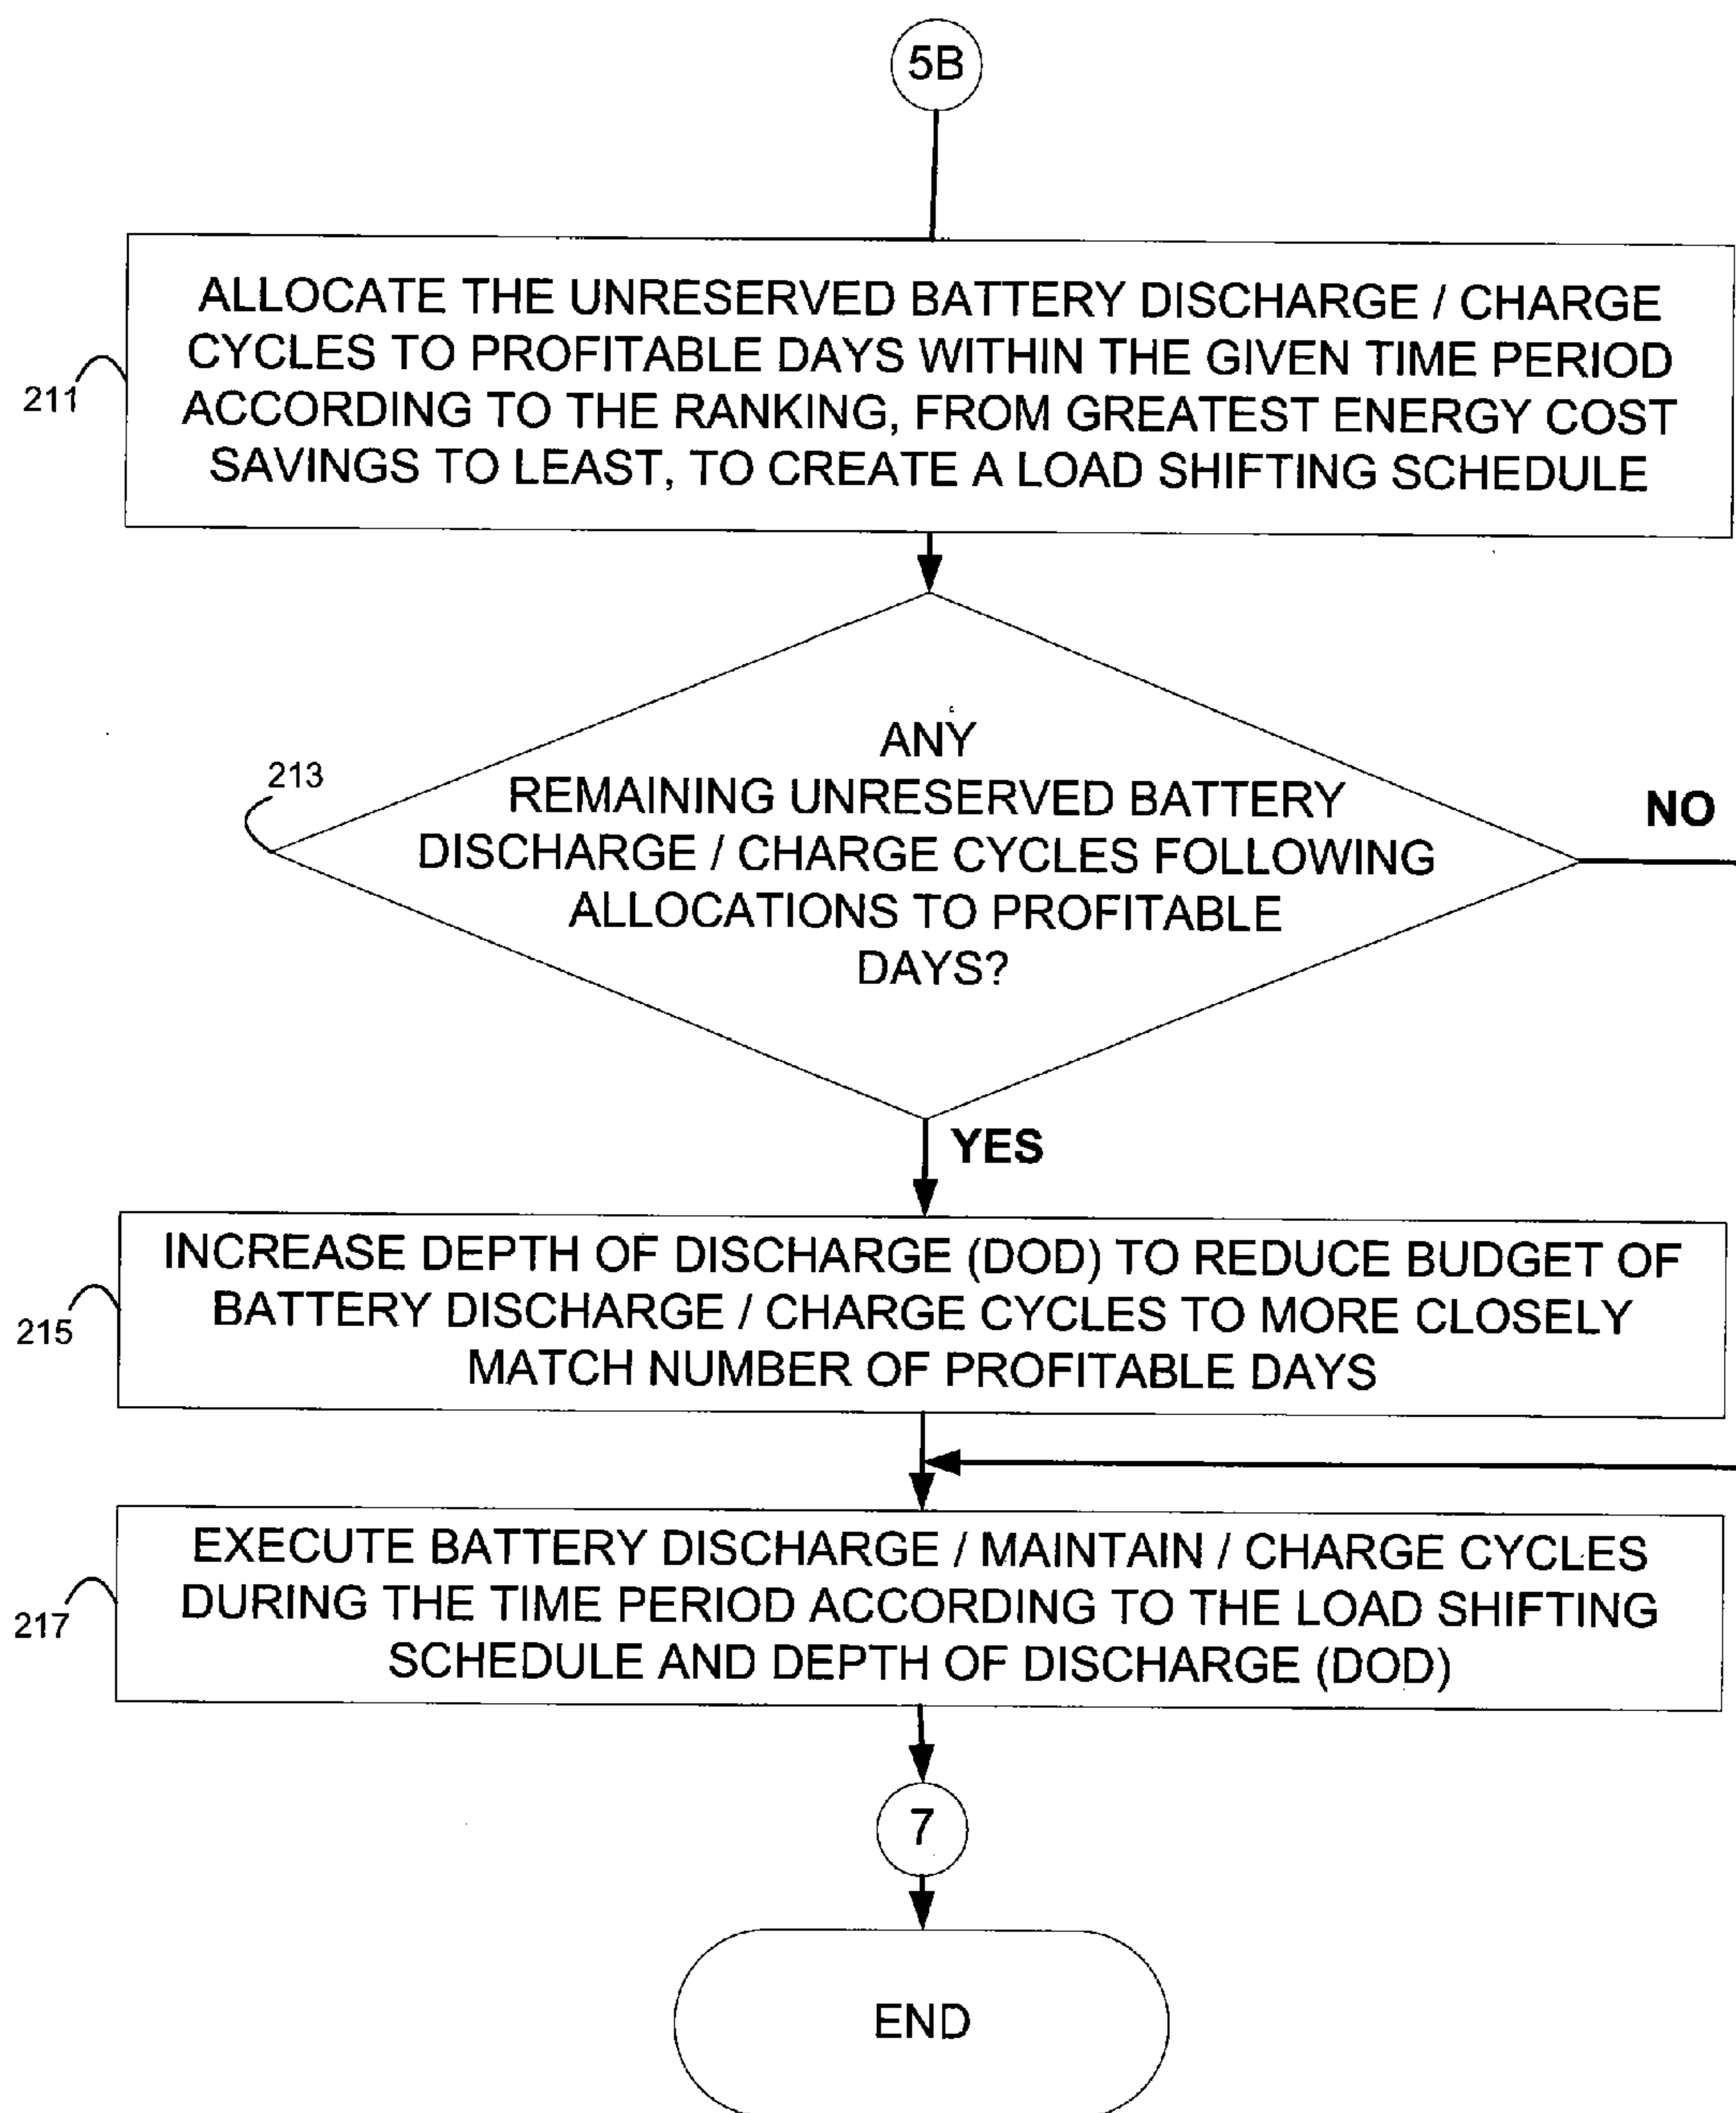 5B
ALLOCATE THE UNRESERVED BATTERY DISCHARGE / CHARGE
CYCLES TO PROFITABLE DAYS WITHIN THE GIVEN TIME PERIOD
ACCORDING TO THE RANKING, FROM GREATEST ENERGY COST
SAVINGS TO LEAST, TO CREATE A LOAD SHIFTING SCHEDULE
211
ANY
REMAINING UNRESERVED BATTERY
DISCHARGE / CHARGE CYCLES FOLLOWING
ALLOCATIONS TO PROFITABLE
DAYS?
213
NO
YES
INCREASE DEPTH OF DISCHARGE (DOD) TO REDUCE BUDGET OF
BATTERY DISCHARGE / CHARGE CYCLES TO MORE CLOSELY
MATCH NUMBER OF PROFITABLE DAYS
215
EXECUTE BATTERY DISCHARGE / MAINTAIN / CHARGE CYCLES
DURING THE TIME PERIOD ACCORDING TO THE LOAD SHIFTING
SCHEDULE AND DEPTH OF DISCHARGE (DOD)
217
7
END